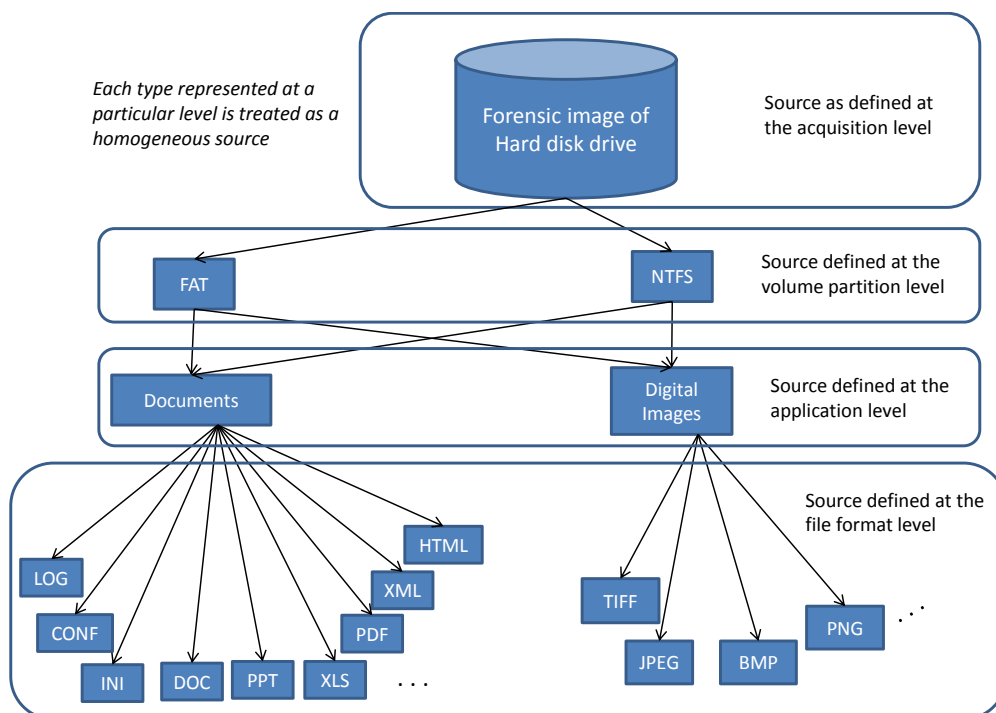 Each type represented at a
particular level is treated as a
homogeneous source
Forensic image of
Hard disk drive
Source as defined at
the acquisition level
FAT
NTFS
Source defined at the
volume partition level
Documents
Digital
Images
Source defined at the
application level
Source defined at the
file format level
HTML
LOG
XML
TIFF
CONF
PDF
PNG
. . .
INI
DOC
PPT
XLS
. . .
JPEG
BMP